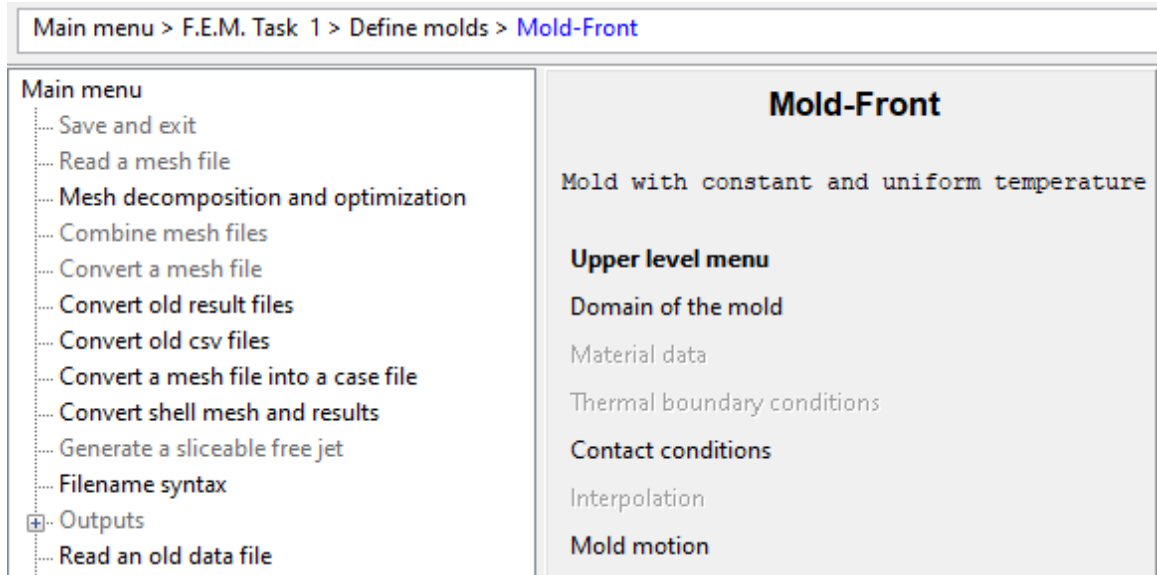 Main menu > F.E.M. Task 1 > Define molds > Mold-Front
Main menu
Save and exit
Read a mesh file
Mesh decomposition and optimization
Combine mesh files
Convert a mesh file
Convert old result files
Convert old csv files
Convert a mesh file into a case file
Convert shell mesh and results
Generate a sliceable free jet
Filename syntax
Outputs
Read an old data file
Mold-Front
Mold with constant and uniform temperature
Upper level menu
Domain of the mold
Material data
Thermal boundary conditions
Contact conditions
Interpolation
Mold motion